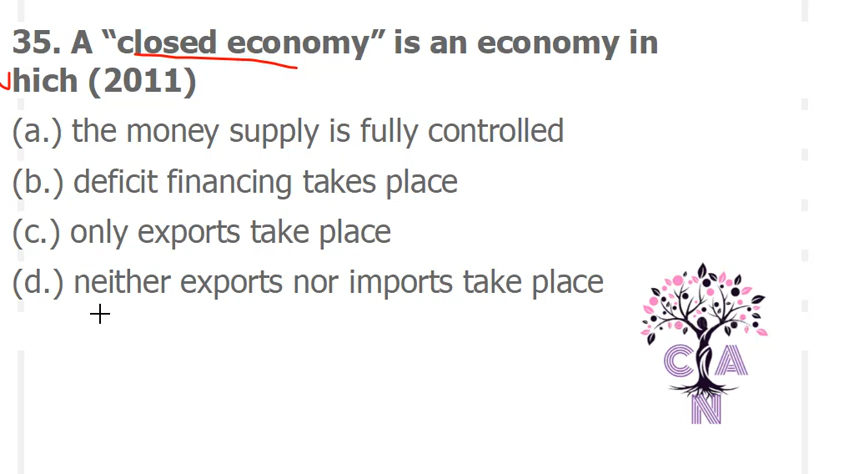 35. A “closed economy” is an economy in
hich (2011)
(a.) the money supply is fully controlled
(b.) deficit financing takes place
(c.) only exports take place
(d.) neither exports nor imports take place
C A
N